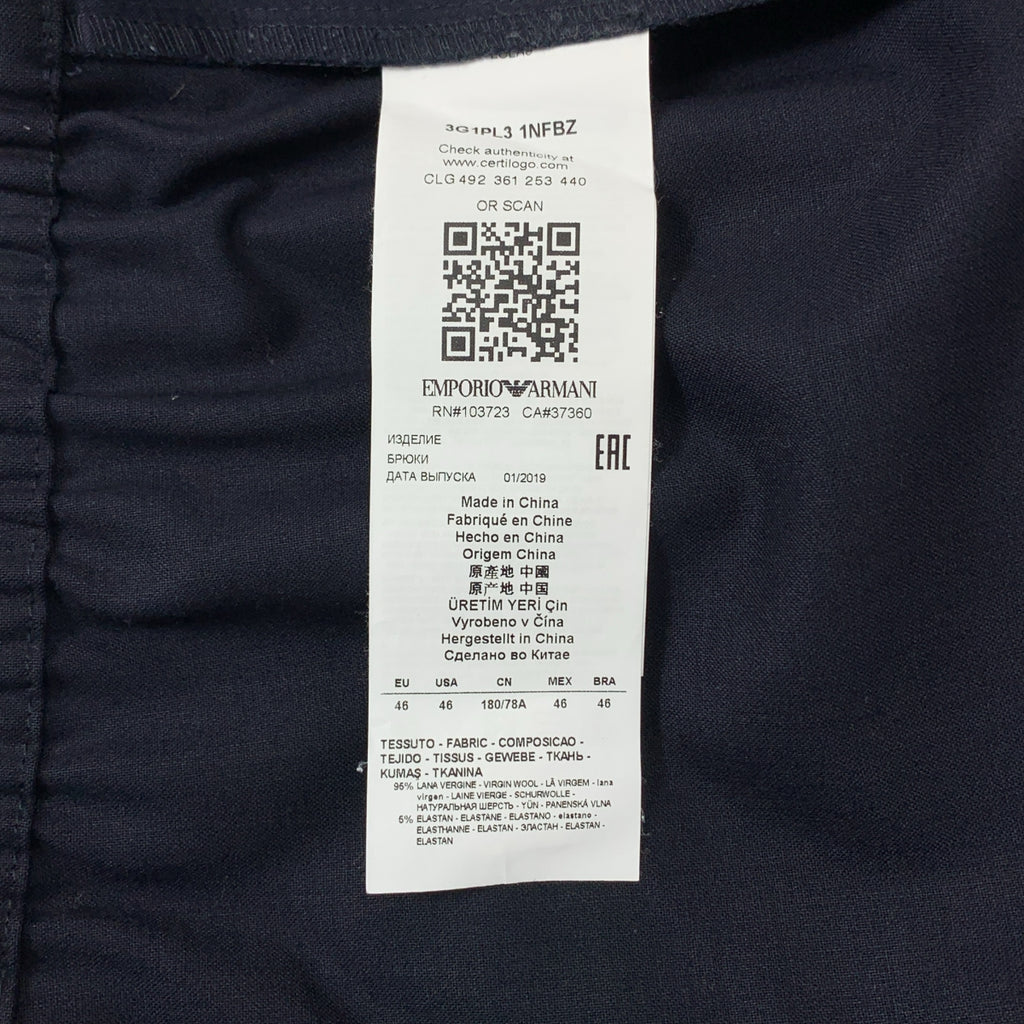 3G1PL3 1NFBZ
Check authenticity at
www.certilogo.com
CLG 492 361 253 440
OR SCAN
EMPORIO ARMANI
RN#103723 CA#37360
ИЗДЕЛИЕ
БРЮКИ
EAC
ДАТА ВЫПУСКА 01/2019
Made in China
Fabriqué en Chine
Hecho en China
Origem China
原產地 中國
原产地 中国
ÜRETİM YERİ Çin
Vyrobeno v Čína
Hergestellt in China
Сделано во Китае
EU USA CN MEX BRA
46 46 180/78A 46 46
TESSUTO - FABRIC - COMPOSICAO -
TEJIDO - TISSUS - GEWEBE - ТКАНЬ -
KUMAŞ - TKANINA
95% LANA VERGINE - VIRGIN WOOL - LÃ VIRGEM - lana
virgen - LAINE VIERGE - SCHURWOLLE -
НАТУРАЛЬНАЯ ШЕРСТЬ - YÜN - PANENSKÁ VLNA
5% ELASTAN - ELASTANE - ELASTANO - elastano -
ELASTHANNE - ELASTAN - ЭЛАСТАН - ELASTAN -
ELASTAN